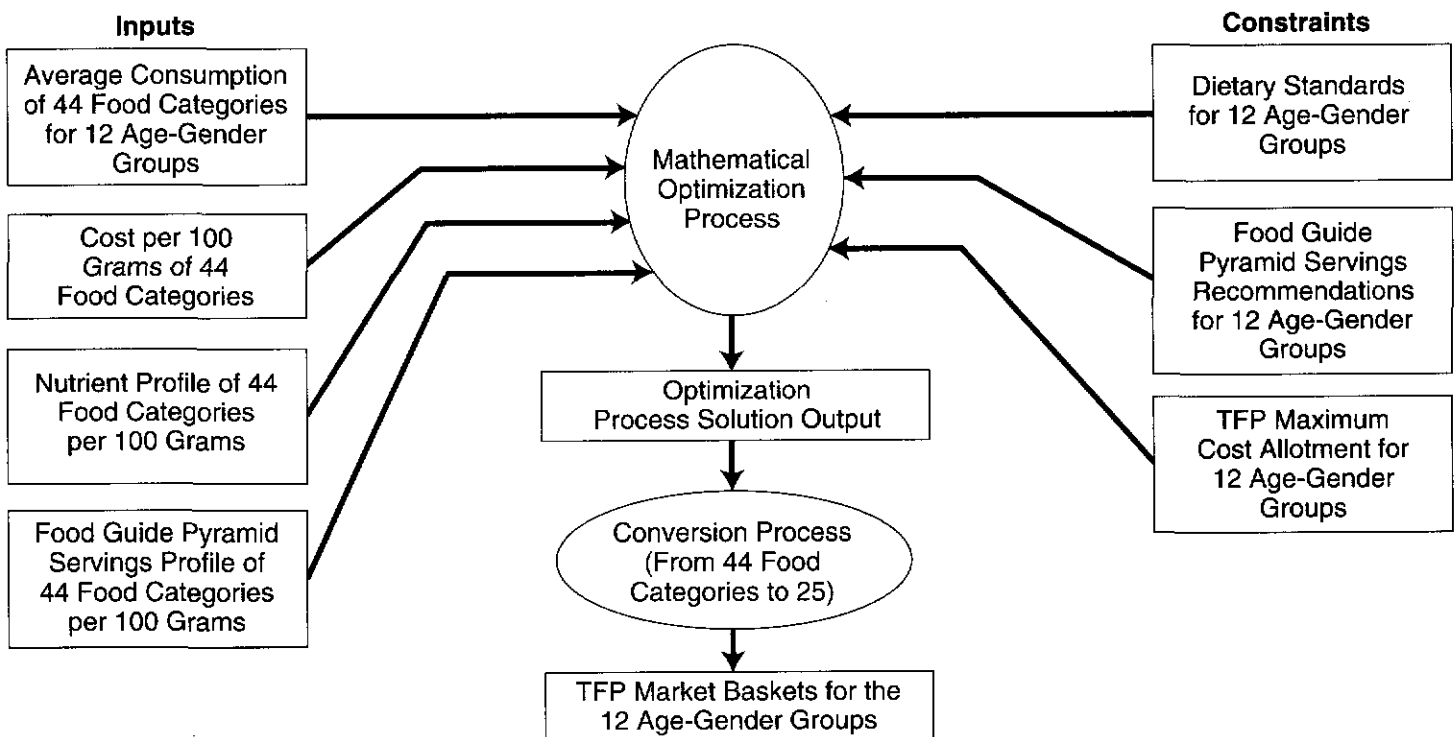 Inputs
Average Consumption
of 44 Food Categories
for 12 Age-Gender
Groups
Cost per 100
Grams of 44
Food Categories
Nutrient Profile of 44
Food Categories
per 100 Grams
Food Guide Pyramid
Servings Profile of
44 Food Categories
per 100 Grams
Mathematical
Optimization
Process
Optimization
Process Solution Output
Conversion Process
(From 44 Food
Categories to 25)
TFP Market Baskets for the
12 Age-Gender Groups
Constraints
Dietary Standards
for 12 Age-Gender
Groups
Food Guide
Pyramid Servings
Recommendations
for 12 Age-Gender
Groups
TFP Maximum
Cost Allotment for
12 Age-Gender
Groups